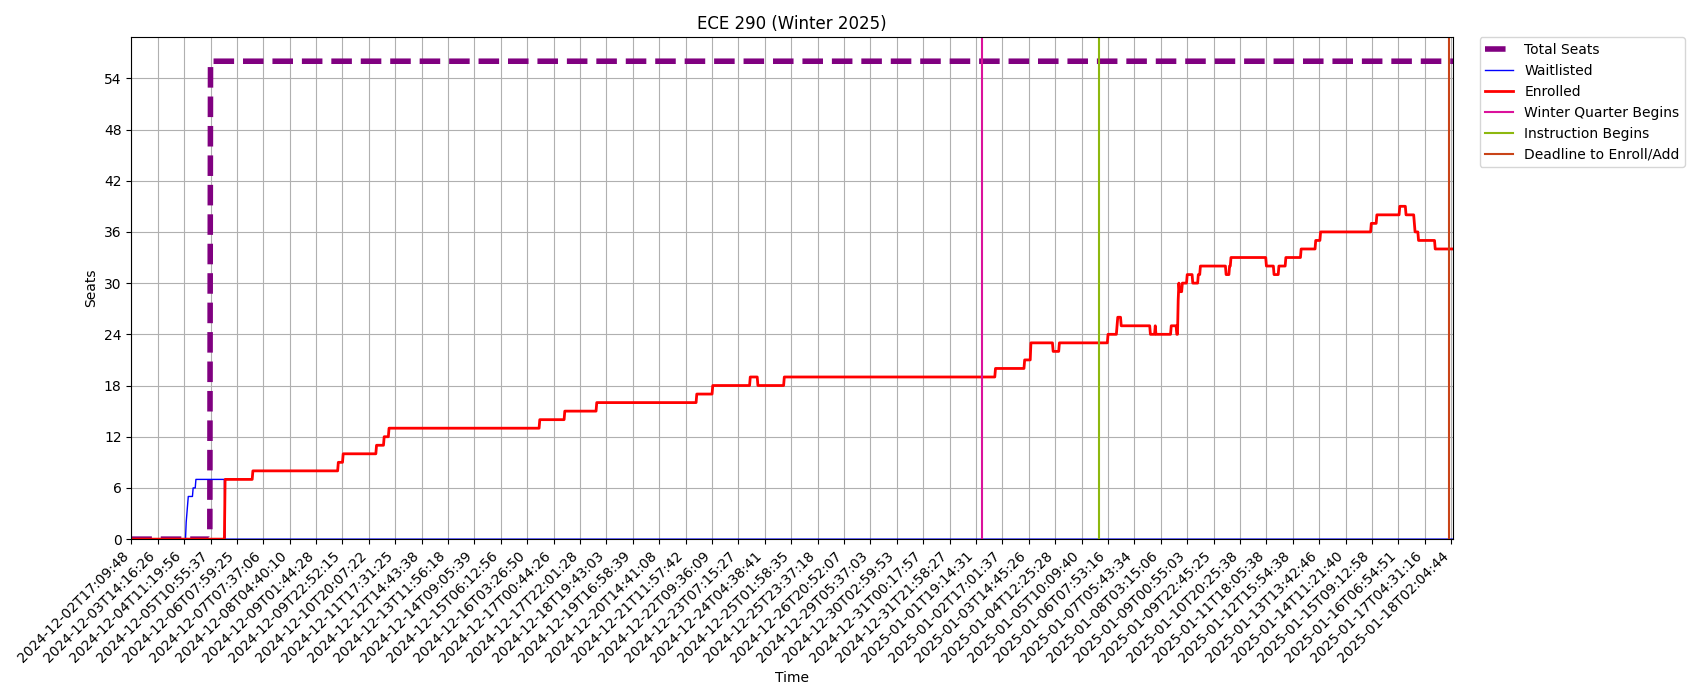 ECE 290 (Winter 2025)
Total Seats
Waitlisted
Enrolled
Winter Quarter Begins
Instruction Begins
Deadline to Enroll/Add
Seats
54
48
42
36
30
24
18
12
6
0
2024-12-02T17:09:48
2024-12-03T14:16:26
2024-12-04T11:19:56
2024-12-05T10:55:37
2024-12-06T07:59:25
2024-12-07T07:37:06
2024-12-08T04:40:10
2024-12-09T01:44:28
2024-12-09T22:52:15
2024-12-10T20:07:22
2024-12-11T17:31:25
2024-12-12T14:43:38
2024-12-13T11:56:18
2024-12-14T09:05:39
2024-12-15T06:12:56
2024-12-16T03:26:50
2024-12-17T00:44:26
2024-12-17T22:01:28
2024-12-18T19:43:03
2024-12-19T16:58:39
2024-12-20T14:41:08
2024-12-21T11:57:42
2024-12-22T09:36:09
2024-12-23T07:15:27
2024-12-24T04:38:41
2024-12-25T01:58:35
2024-12-25T23:37:18
2024-12-26T20:52:07
2024-12-29T05:37:03
2024-12-30T02:59:53
2024-12-31T00:17:57
2024-12-31T21:58:27
2025-01-01T19:14:31
2025-01-02T17:01:37
2025-01-03T14:45:26
2025-01-04T12:25:28
2025-01-05T10:09:40
2025-01-06T07:53:16
2025-01-07T05:43:34
2025-01-08T03:15:06
2025-01-09T00:55:03
2025-01-09T22:45:25
2025-01-10T20:25:38
2025-01-11T18:05:38
2025-01-12T15:54:38
2025-01-13T13:42:46
2025-01-14T11:21:40
2025-01-15T09:12:58
2025-01-16T06:54:51
2025-01-17T04:31:16
2025-01-18T02:04:44
Time